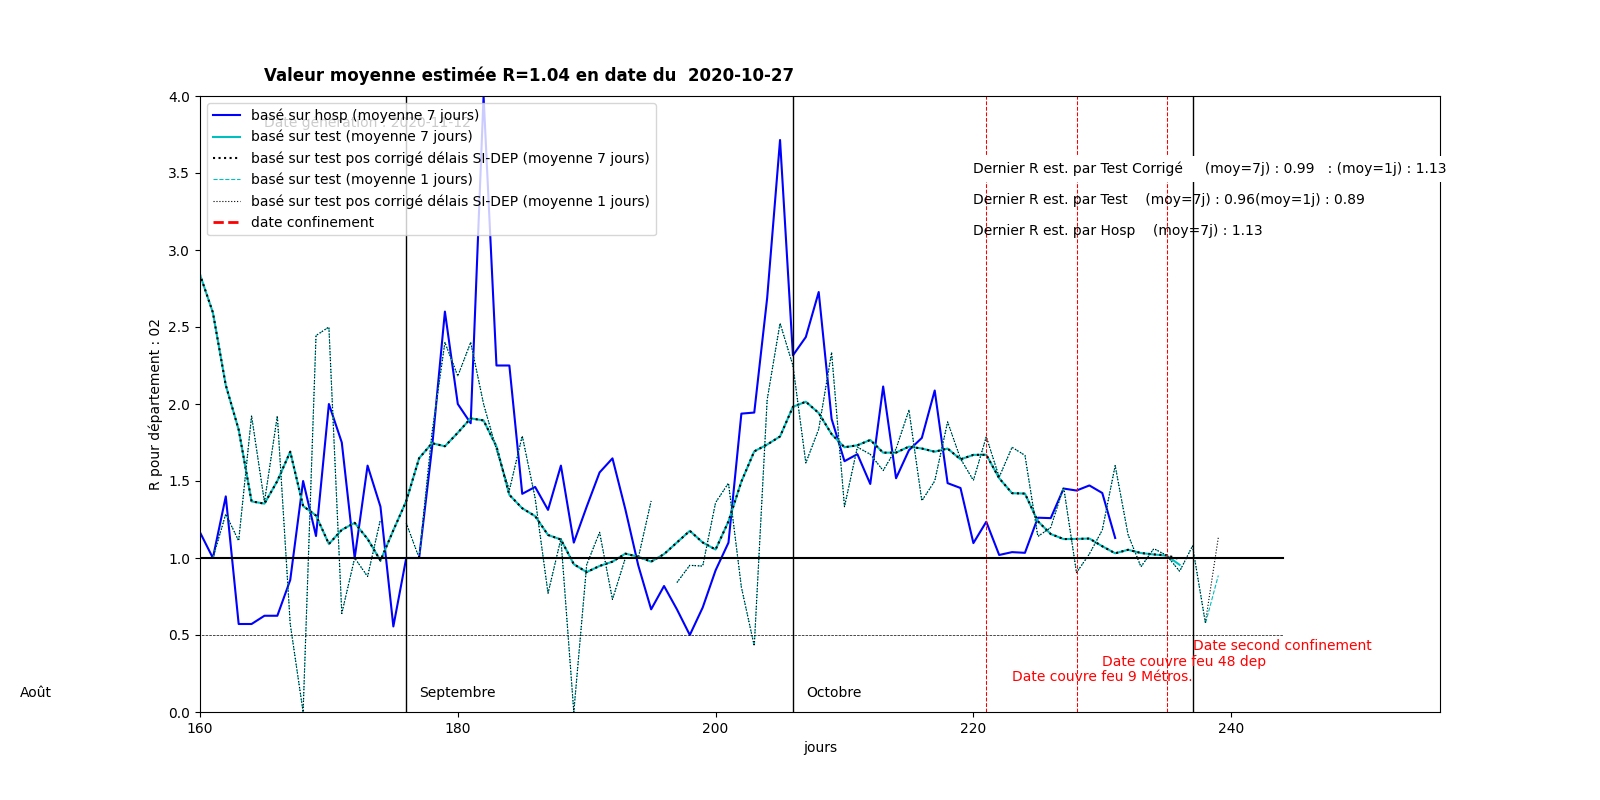 Valeur moyenne estimée R=1.04 en date du  2020-10-27
Date génération : 2020-11-12
basé sur hosp (moyenne 7 jours)
basé sur test (moyenne 7 jours)
basé sur test pos corrigé délais SI-DEP (moyenne 7 jours)
basé sur test (moyenne 1 jours)
basé sur test pos corrigé délais SI-DEP (moyenne 1 jours)
date confinement
Dernier R est. par Test Corrigé     (moy=7j) : 0.99   : (moy=1j) : 1.13
Dernier R est. par Test    (moy=7j) : 0.96(moy=1j) : 0.89
Dernier R est. par Hosp    (moy=7j) : 1.13
4.0
3.5
3.0
2.5
2.0
1.5
1.0
0.5
0.0
R pour département : 02
Date second confinement
Date couvre feu 48 dep
Date couvre feu 9 Métros.
Août
Septembre
Octobre
160
180
200
220
240
jours